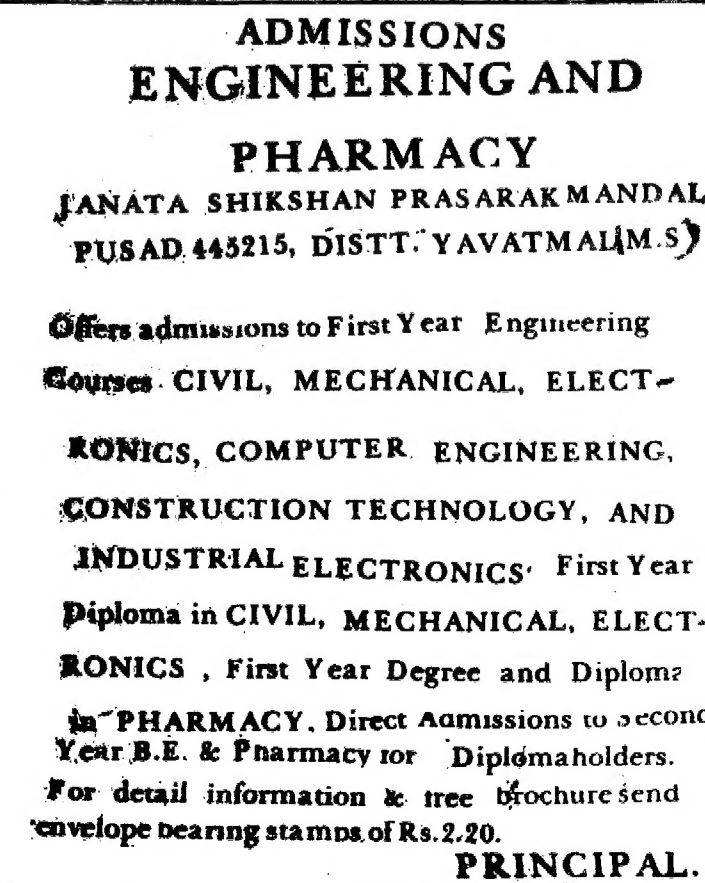 ADMISSIONS
ENGINEERING AND
PHARMACY
JANATA SHIKSHAN PRASARAK MANDAL
PUSAD 445215, DISTT. YAVATMAL (M.S)
Offers admissions to First Year Engineering
Courses CIVIL, MECHANICAL, ELECT-
RONICS, COMPUTER ENGINEERING,
CONSTRUCTION TECHNOLOGY, AND
INDUSTRIAL ELECTRONICS. First Year
Diploma in CIVIL, MECHANICAL, ELECT-
RONICS , First Year Degree and Diploma
in PHARMACY. Direct Admissions to Second
Year B.E. & Pharmacy for Diplomaholders.
For detail information & free brochure send
envelope bearing stamps of Rs.2.20.
PRINCIPAL.